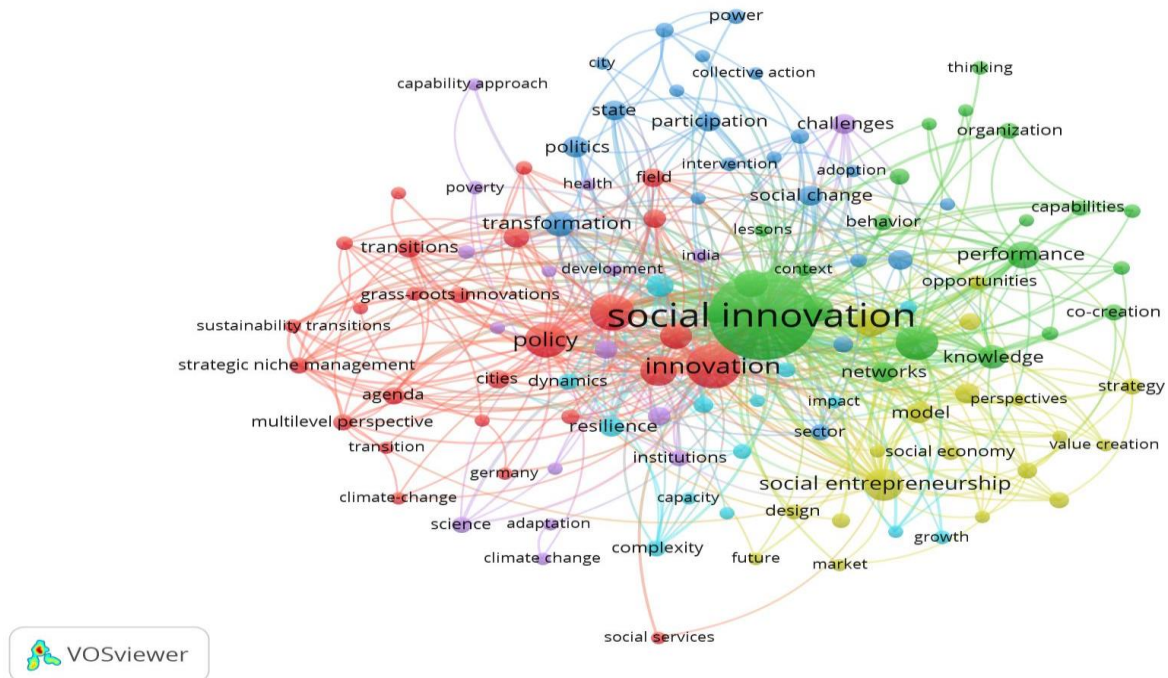 power
city
thinking
collective action
capability approach
state
participation
challenges
organization
politics
intervention
adoption
field
health
poverty
social change
capabilities
transformation
behavior
lessons
transitions
performance
india
development
context
opportunities
grass-roots innovations
sustainability transitions
social innovation
co-creation
policy
knowledge
strategic niche management
innovation
networks
cities
dynamics
strategy
agenda
impact
perspectives
multilevel perspective
resilience
model
sector
transition
value creation
institutions
social economy
germany
social entrepreneurship
climate-change
capacity
design
science
adaptation
growth
complexity
climate change
future
market
social services
VOSviewer